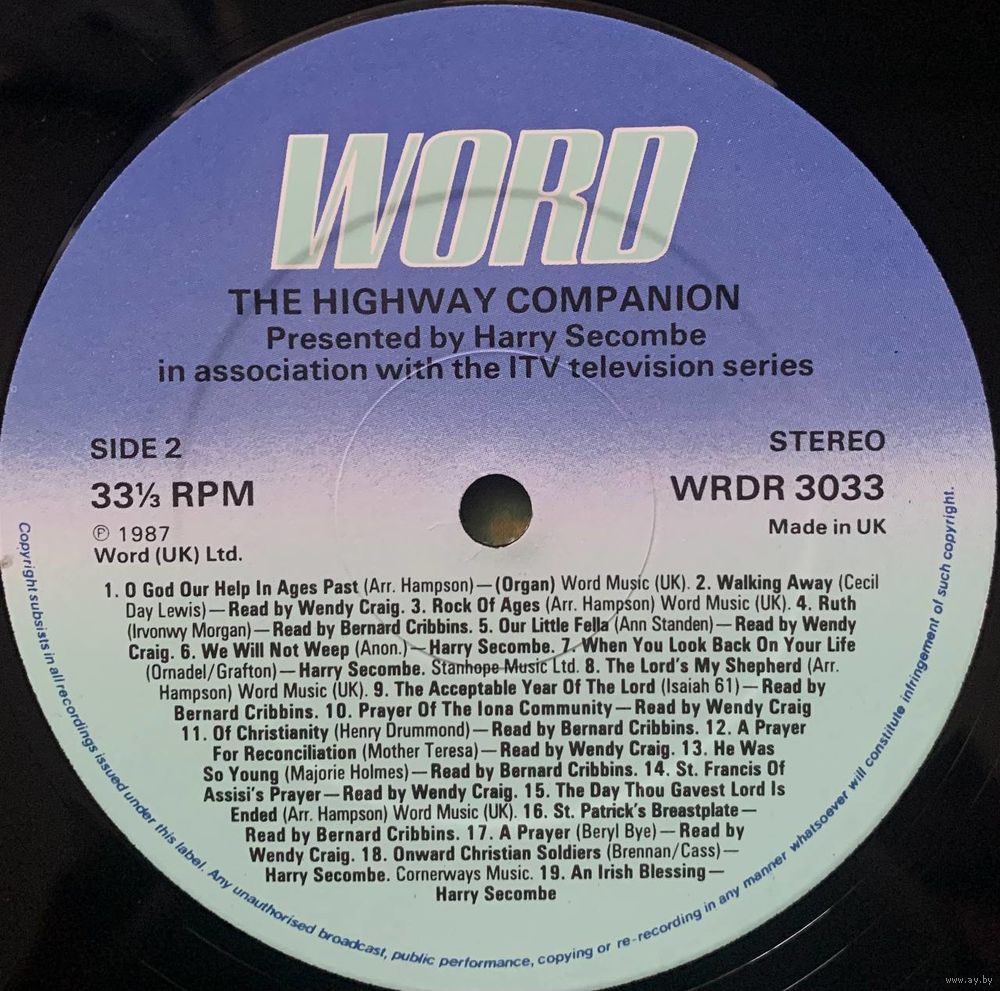 WORD
THE HIGHWAY COMPANION
Presented by Harry Secombe
in association with the ITV television series
SIDE 2
33⅓ RPM
℗ 1987
Word (UK) Ltd.
STEREO
WRDR 3033
Made in UK
1. O God Our Help In Ages Past (Arr. Hampson)—(Organ) Word Music (UK). 2. Walking Away (Cecil
Day Lewis)—Read by Wendy Craig. 3. Rock Of Ages (Arr. Hampson) Word Music (UK). 4. Ruth
(Irvonwy Morgan)—Read by Bernard Cribbins. 5. Our Little Fella (Ann Standen)—Read by Wendy
Craig. 6. We Will Not Weep (Anon.)—Harry Secombe. 7. When You Look Back On Your Life
(Ornadel/Grafton)—Harry Secombe. Stanhope Music Ltd. 8. The Lord's My Shepherd (Arr.
Hampson) Word Music (UK). 9. The Acceptable Year Of The Lord (Isaiah 61)—Read by
Bernard Cribbins. 10. Prayer Of The Iona Community—Read by Wendy Craig
11. Of Christianity (Henry Drummond)—Read by Bernard Cribbins. 12. A Prayer
For Reconciliation (Mother Teresa)—Read by Wendy Craig. 13. He Was
So Young (Majorie Holmes)—Read by Bernard Cribbins. 14. St. Francis Of
Assisi's Prayer—Read by Wendy Craig. 15. The Day Thou Gavest Lord Is
Ended (Arr. Hampson) Word Music (UK). 16. St. Patrick's Breastplate—
Read by Bernard Cribbins. 17. A Prayer (Beryl Bye)—Read by
Wendy Craig. 18. Onward Christian Soldiers (Brennan/Cass)—
Harry Secombe. Cornerways Music. 19. An Irish Blessing—
Harry Secombe
Copyright subsists in all recordings issued under this label. Any unauthorised broadcast, public performance, copying or re-recording in any manner whatsoever will constitute infringement of such copyright.
www.ay.by